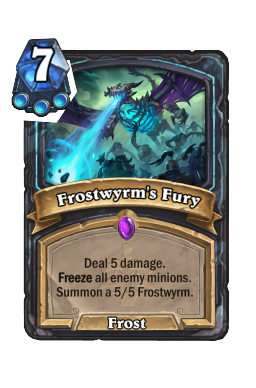 7
Frostwyrm's Fury
Deal 5 damage.
Freeze all enemy minions.
Summon a 5/5 Frostwyrm.
Frost